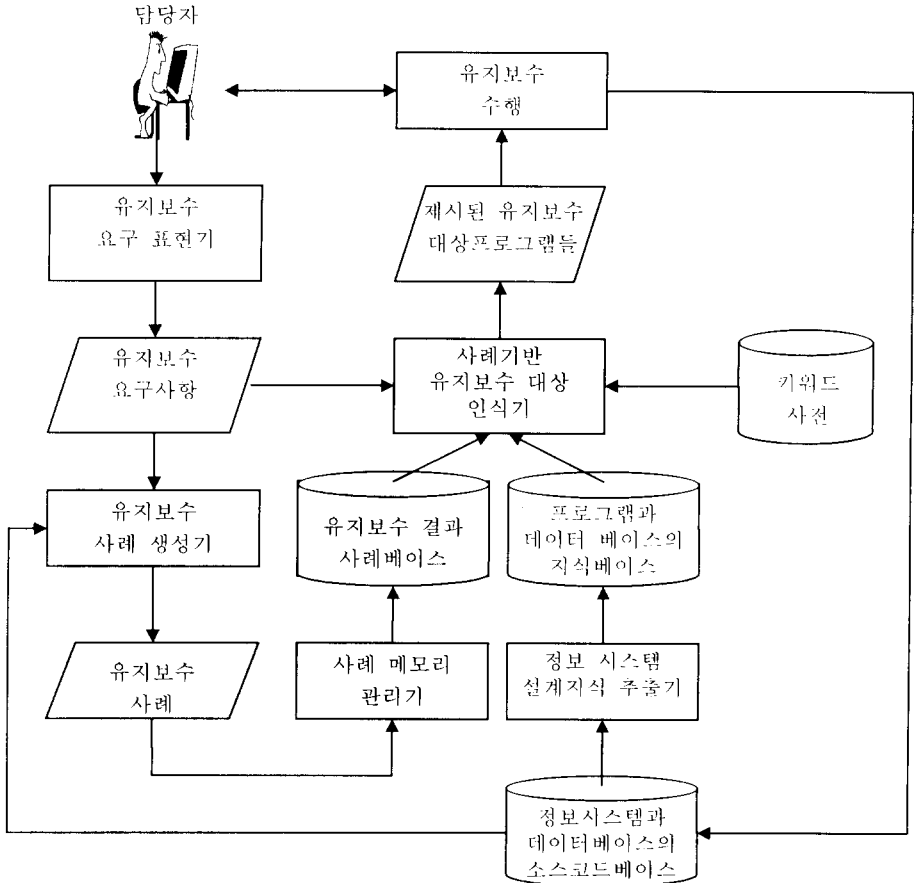 담당자
유지보수
수행
유지보수
요구 표현기
제시된 유지보수
대상프로그램들
유지보수
요구사항
사례기반
유지보수 대상
인식기
키워드
사전
유지보수
사례 생성기
유지보수 결과
사례베이스
프로그램과
데이터 베이스의
지식베이스
유지보수
사례
사례 메모리
관리기
정보 시스템
설계지식 추출기
정보시스템과
데이터베이스의
소스코드베이스